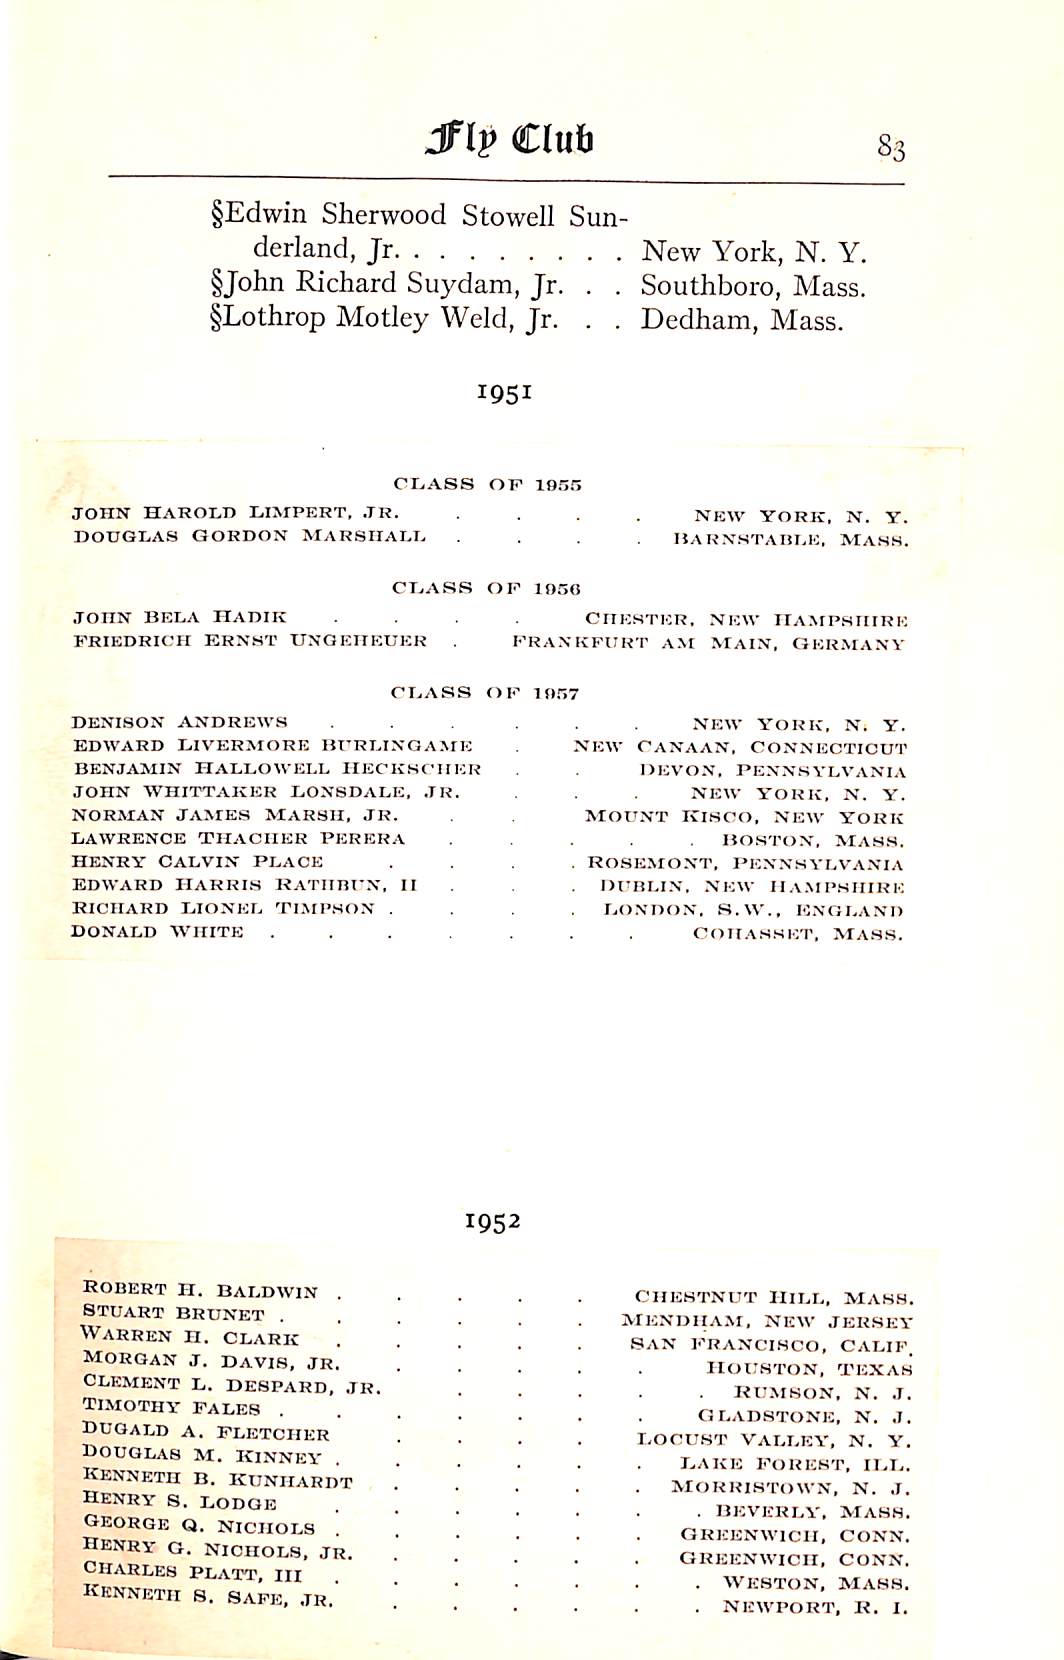 Fly Club 83
§Edwin Sherwood Stowell Sun-
derland, Jr. . . . . . . . . . New York, N. Y.
§John Richard Suydam, Jr. . . Southboro, Mass.
§Lothrop Motley Weld, Jr. . . Dedham, Mass.
1951
CLASS OF 1955
JOHN HAROLD LIMPERT, JR. . . . . NEW YORK, N. Y.
DOUGLAS GORDON MARSHALL . . . . BARNSTABLE, MASS.
CLASS OF 1956
JOHN BELA HADIK . . . . CHESTER, NEW HAMPSHIRE
FRIEDRICH ERNST UNGEHEUER . FRANKFURT AM MAIN, GERMANY
CLASS OF 1957
DENISON ANDREWS . . . . . . NEW YORK, N. Y.
EDWARD LIVERMORE BURLINGAME . NEW CANAAN, CONNECTICUT
BENJAMIN HALLOWELL HECKSCHER . . DEVON, PENNSYLVANIA
JOHN WHITTAKER LONSDALE, JR. . . . NEW YORK, N. Y.
NORMAN JAMES MARSH, JR. . . MOUNT KISCO, NEW YORK
LAWRENCE THACHER PERERA . . . . BOSTON, MASS.
HENRY CALVIN PLACE . . . . ROSEMONT, PENNSYLVANIA
EDWARD HARRIS RATHBUN, II . . . DUBLIN, NEW HAMPSHIRE
RICHARD LIONEL TIMPSON . . . . LONDON, S.W., ENGLAND
DONALD WHITE . . . . . . . COHASSET, MASS.
1952
ROBERT H. BALDWIN . . . . . CHESTNUT HILL, MASS.
STUART BRUNET . . . . . . MENDHAM, NEW JERSEY
WARREN H. CLARK . . . . . SAN FRANCISCO, CALIF.
MORGAN J. DAVIS, JR. . . . . . HOUSTON, TEXAS
CLEMENT L. DESPARD, JR. . . . . . RUMSON, N. J.
TIMOTHY FALES . . . . . . . GLADSTONE, N. J.
DUGALD A. FLETCHER . . . . LOCUST VALLEY, N. Y.
DOUGLAS M. KINNEY . . . . . . LAKE FOREST, ILL.
KENNETH B. KUNHARDT . . . . . MORRISTOWN, N. J.
HENRY S. LODGE . . . . . . . BEVERLY, MASS.
GEORGE Q. NICHOLS . . . . . . GREENWICH, CONN.
HENRY G. NICHOLS, JR. . . . . . GREENWICH, CONN.
CHARLES PLATT, III . . . . . . . WESTON, MASS.
KENNETH S. SAFE, JR. . . . . . . NEWPORT, R. I.